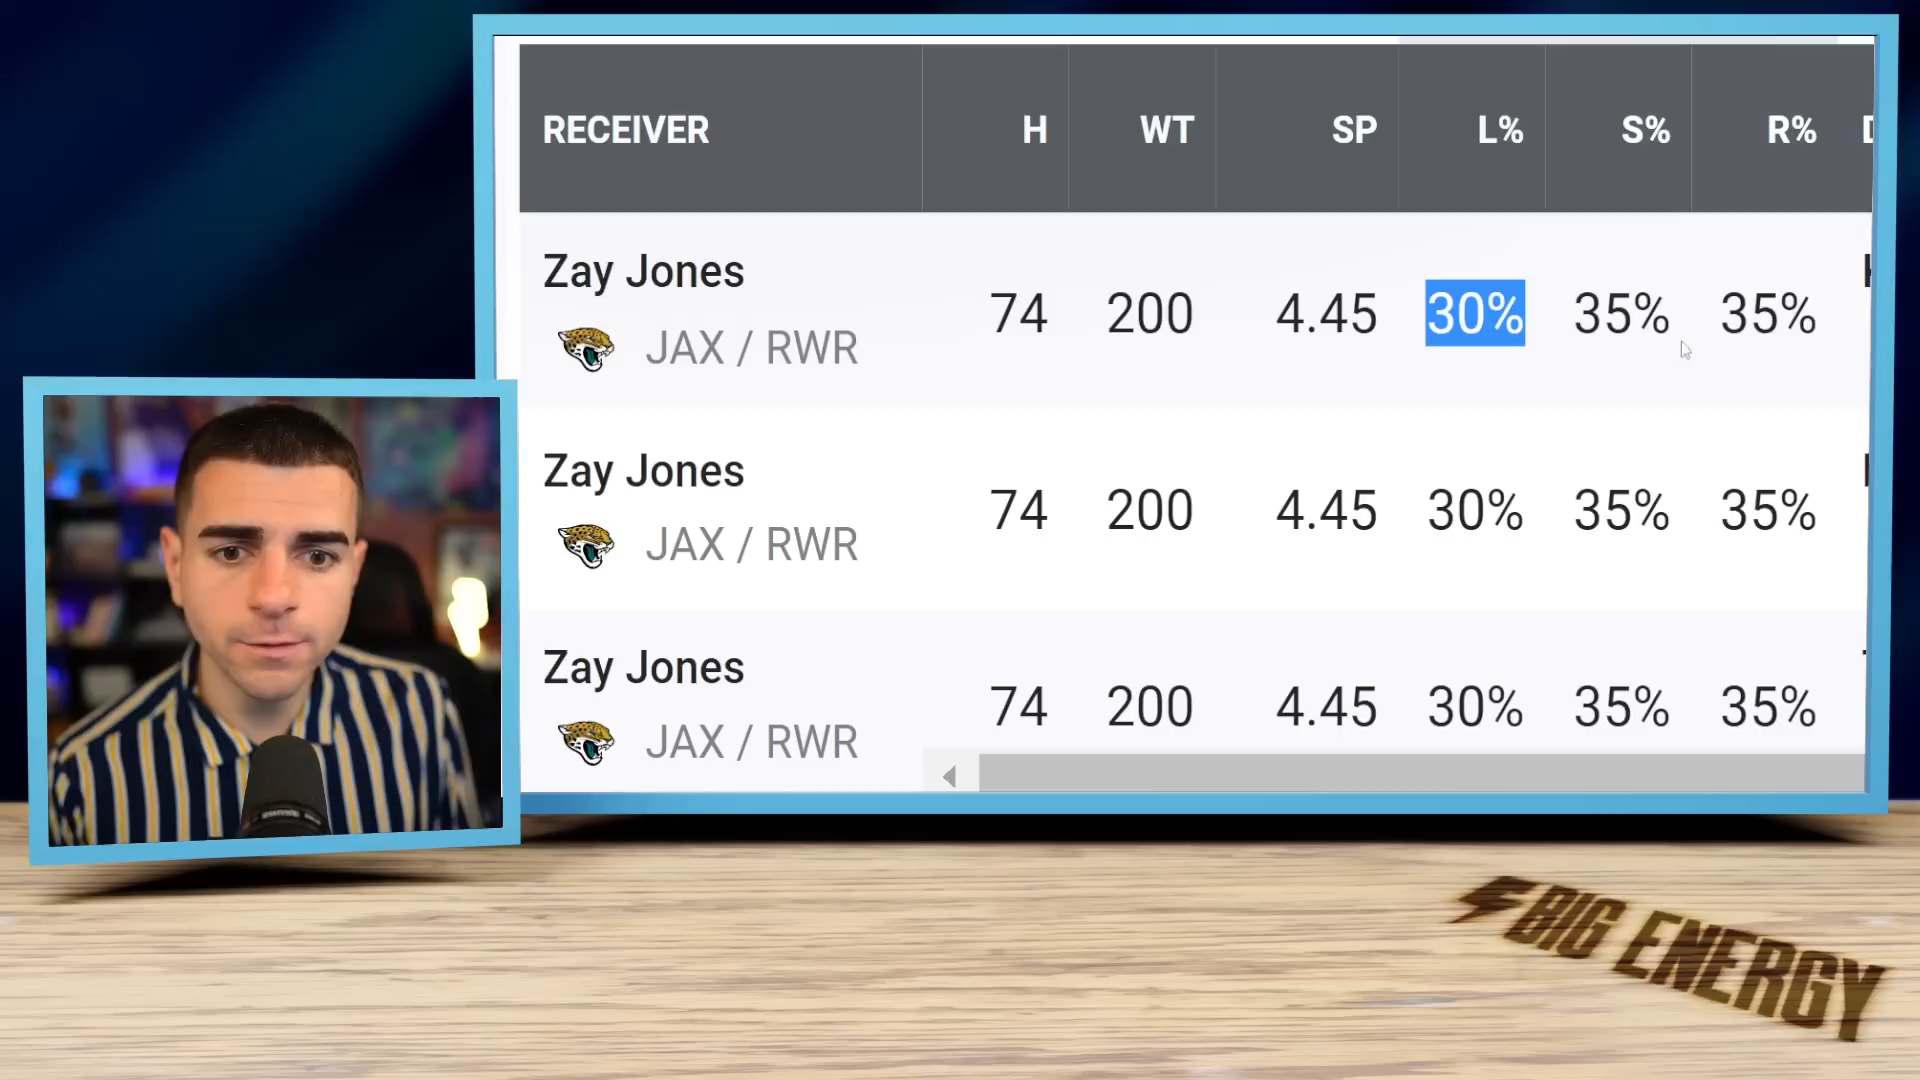 RECEIVER H WT SP L% S% R%
Zay Jones
JAX / RWR
74 200 4.45 30% 35% 35%
Zay Jones
JAX / RWR
74 200 4.45 30% 35% 35%
Zay Jones
JAX / RWR
74 200 4.45 30% 35% 35%
BIG ENERGY